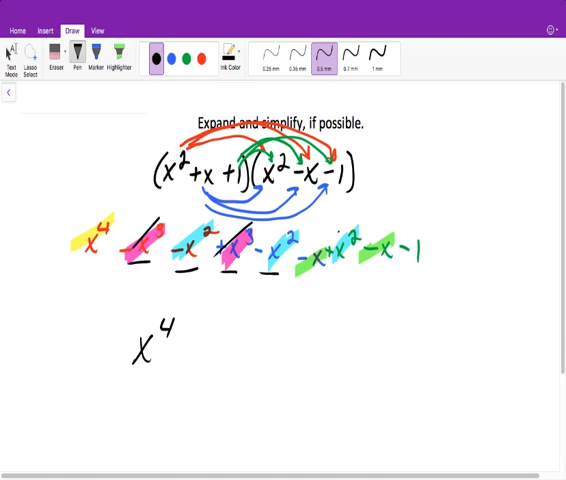 Home Insert Draw View
Text Mode Lasso Select Eraser Pen Marker Highlighter Ink Color 0.25 mm 0.35 mm 0.5 mm 0.7 mm 1 mm
Expand and simplify, if possible.
(x² + x + 1)(x² - x - 1)
x⁴ - x³ - x² + x³ - x² - x + x² - x - 1
x⁴